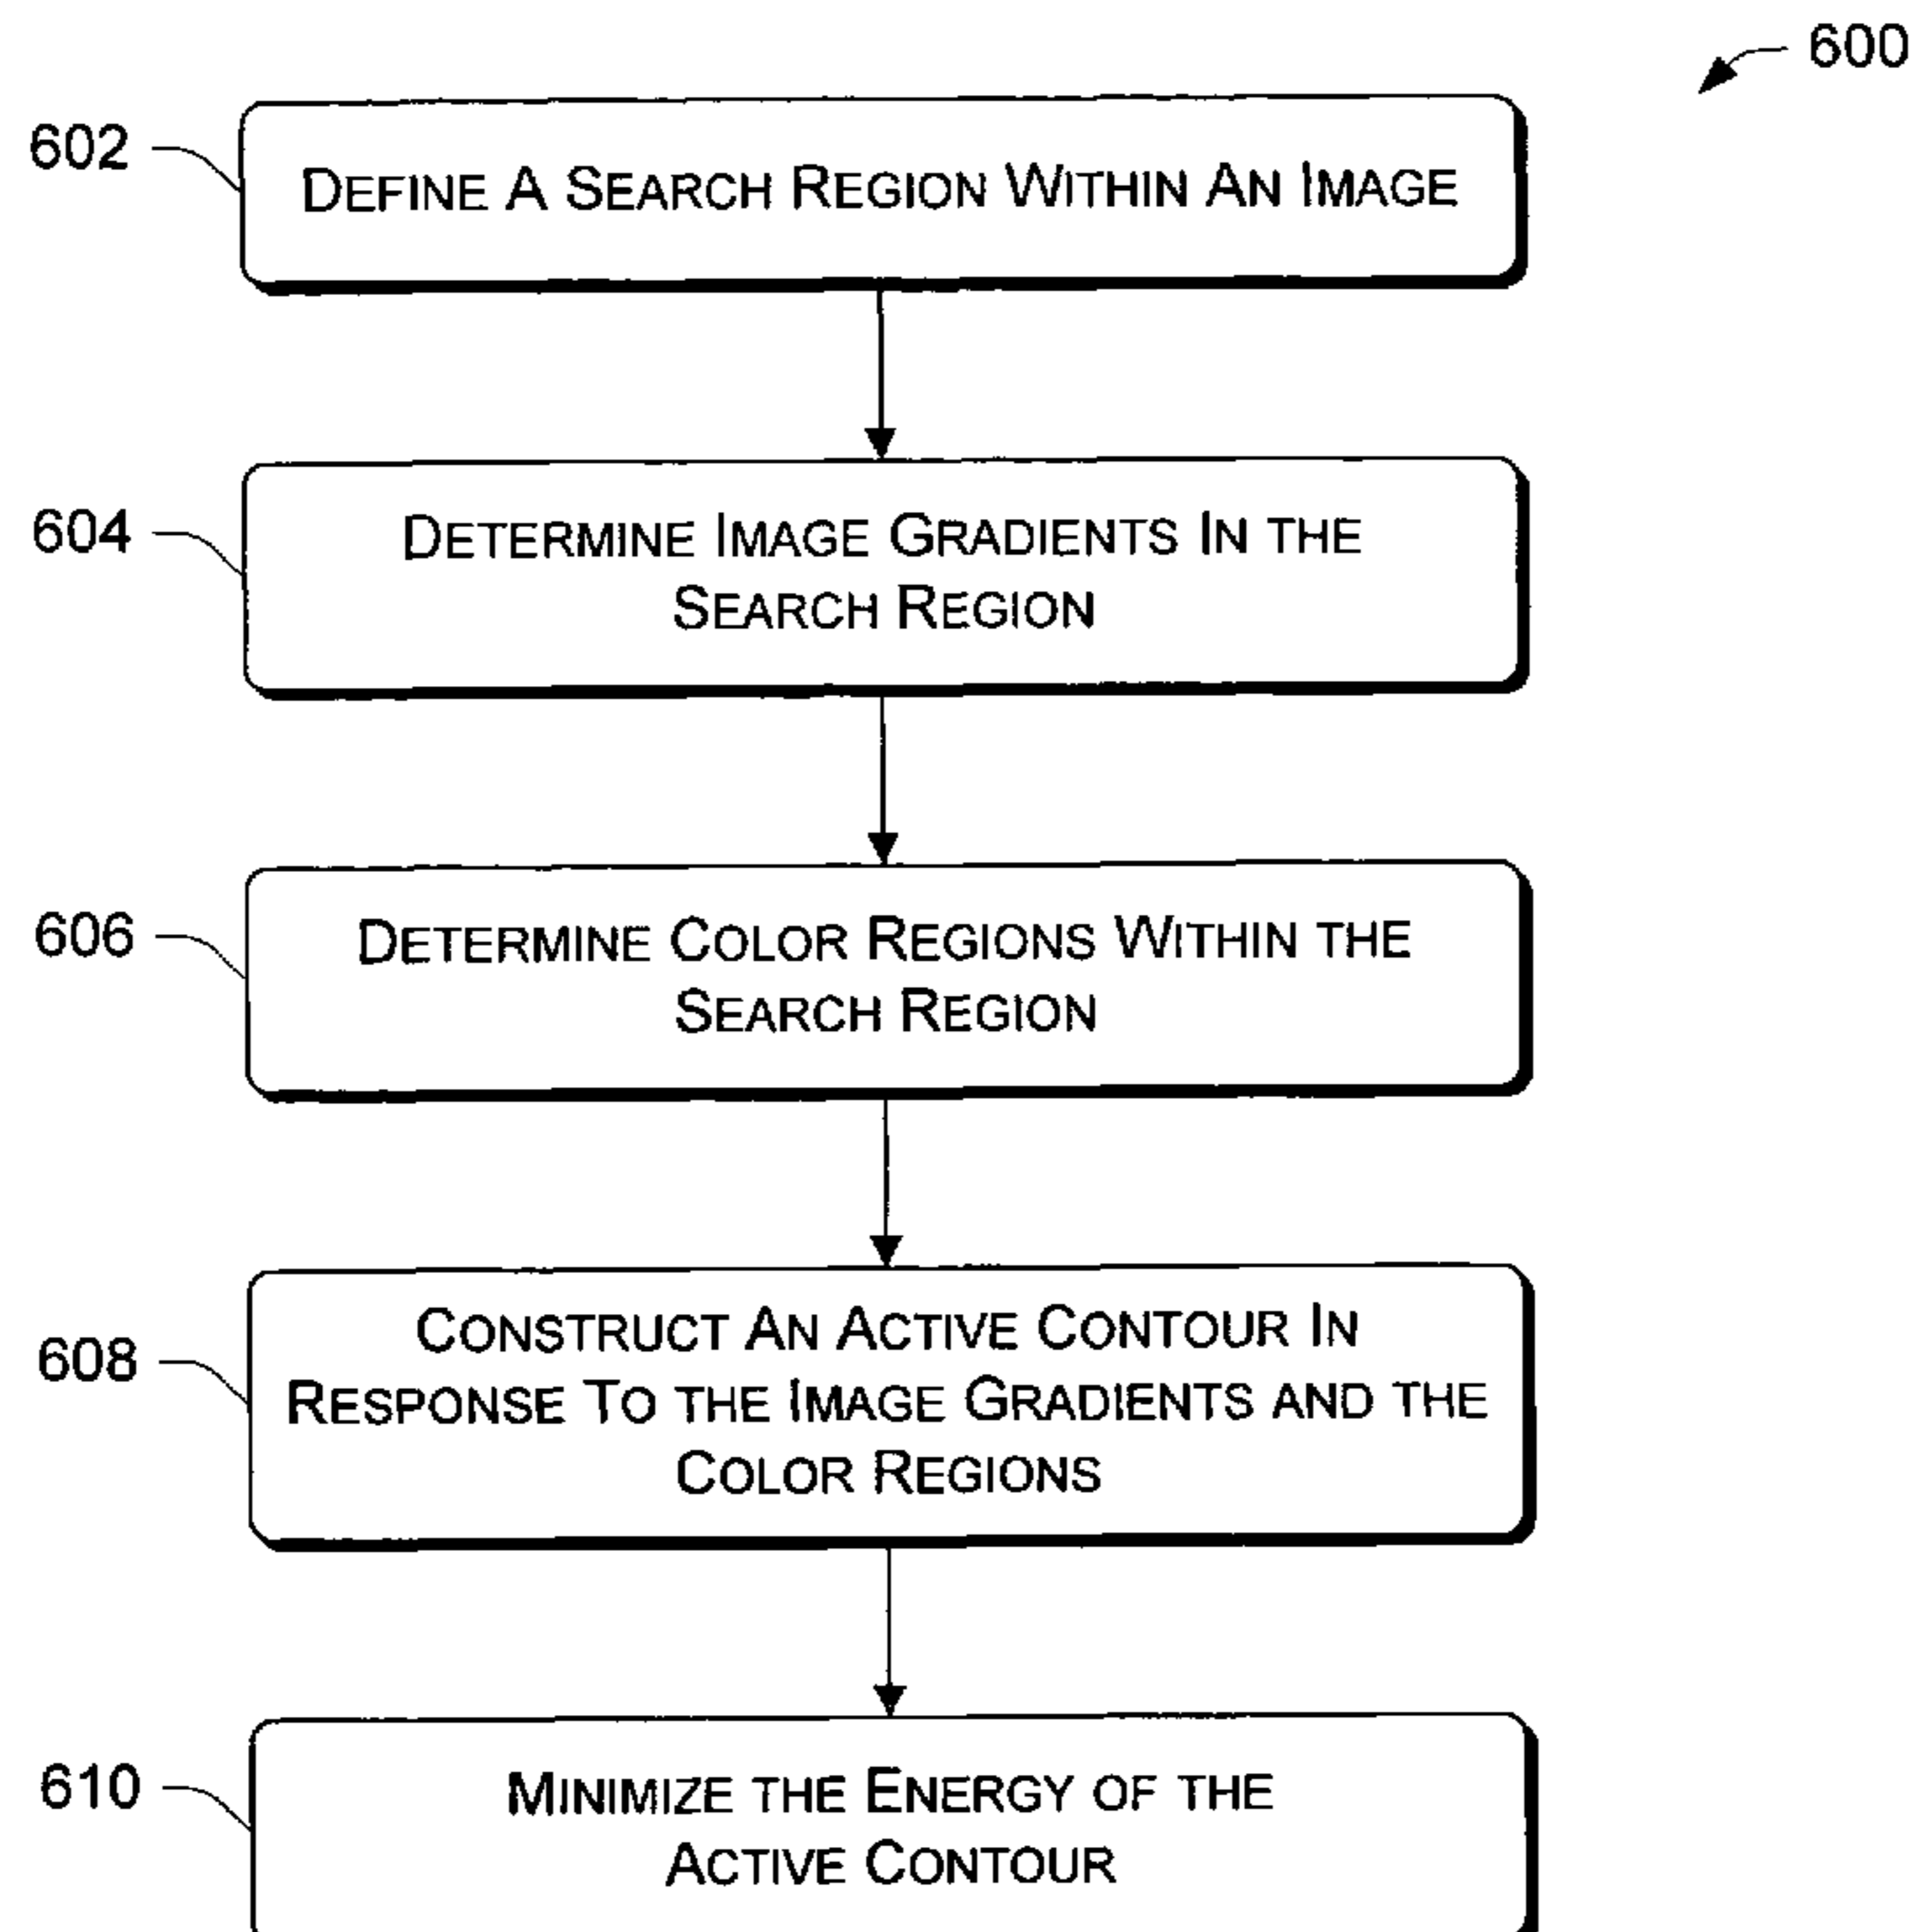 600
602
DEFINE A SEARCH REGION WITHIN AN IMAGE
604
DETERMINE IMAGE GRADIENTS IN THE
SEARCH REGION
606
DETERMINE COLOR REGIONS WITHIN THE
SEARCH REGION
608
CONSTRUCT AN ACTIVE CONTOUR IN
RESPONSE TO THE IMAGE GRADIENTS AND THE
COLOR REGIONS
610
MINIMIZE THE ENERGY OF THE
ACTIVE CONTOUR